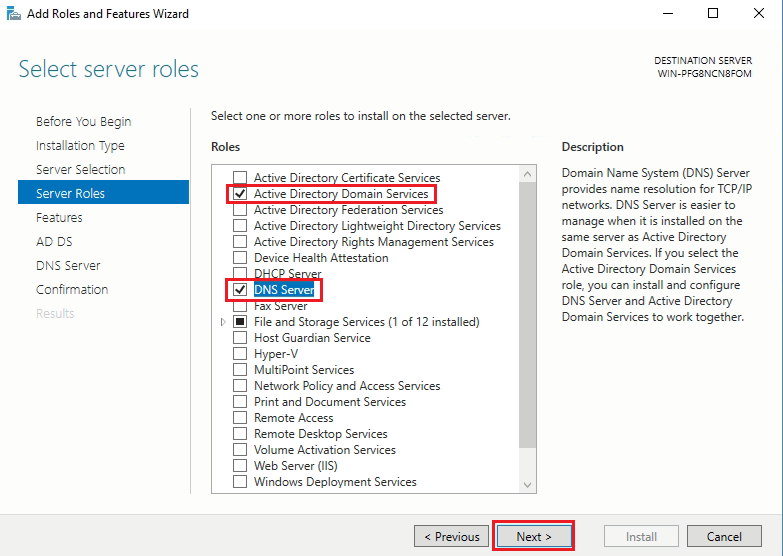 Add Roles and Features Wizard
Select server roles
DESTINATION SERVER
WIN-PFG8NCN8FOM
Before You Begin
Installation Type
Server Selection
Server Roles
Features
AD DS
DNS Server
Confirmation
Results
Select one or more roles to install on the selected server.
Roles
Active Directory Certificate Services
Active Directory Domain Services
Active Directory Federation Services
Active Directory Lightweight Directory Services
Active Directory Rights Management Services
Device Health Attestation
DHCP Server
DNS Server
Fax Server
File and Storage Services (1 of 12 installed)
Host Guardian Service
Hyper-V
MultiPoint Services
Network Policy and Access Services
Print and Document Services
Remote Access
Remote Desktop Services
Volume Activation Services
Web Server (IIS)
Windows Deployment Services
Description
Domain Name System (DNS) Server
provides name resolution for TCP/IP
networks. DNS Server is easier to
manage when it is installed on the
same server as Active Directory
Domain Services. If you select the
Active Directory Domain Services
role, you can install and configure
DNS Server and Active Directory
Domain Services to work together.
< Previous
Next >
Install
Cancel